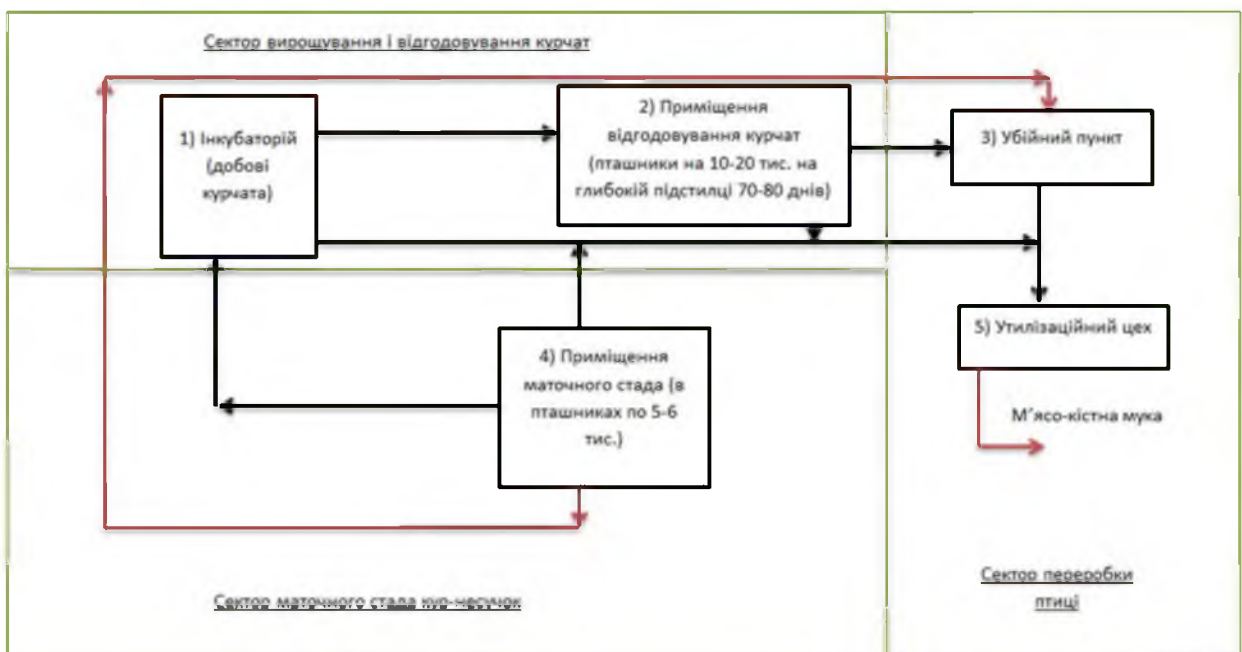 Сектор вирощування і відгодовування курчат
1) Інкубаторій
(добові
курчата)
2) Приміщення
відгодовування курчат
(пташники на 10-20 тис. на
глибокій підстилці 70-80 днів)
3) Убійний пункт
4) Приміщення
маточного стада (в
пташниках по 5-6
тис.)
5) Утилізаційний цех
М'ясо-кістна мука
Сектор маточного стада кур-несучок
Сектор переробки
птиці